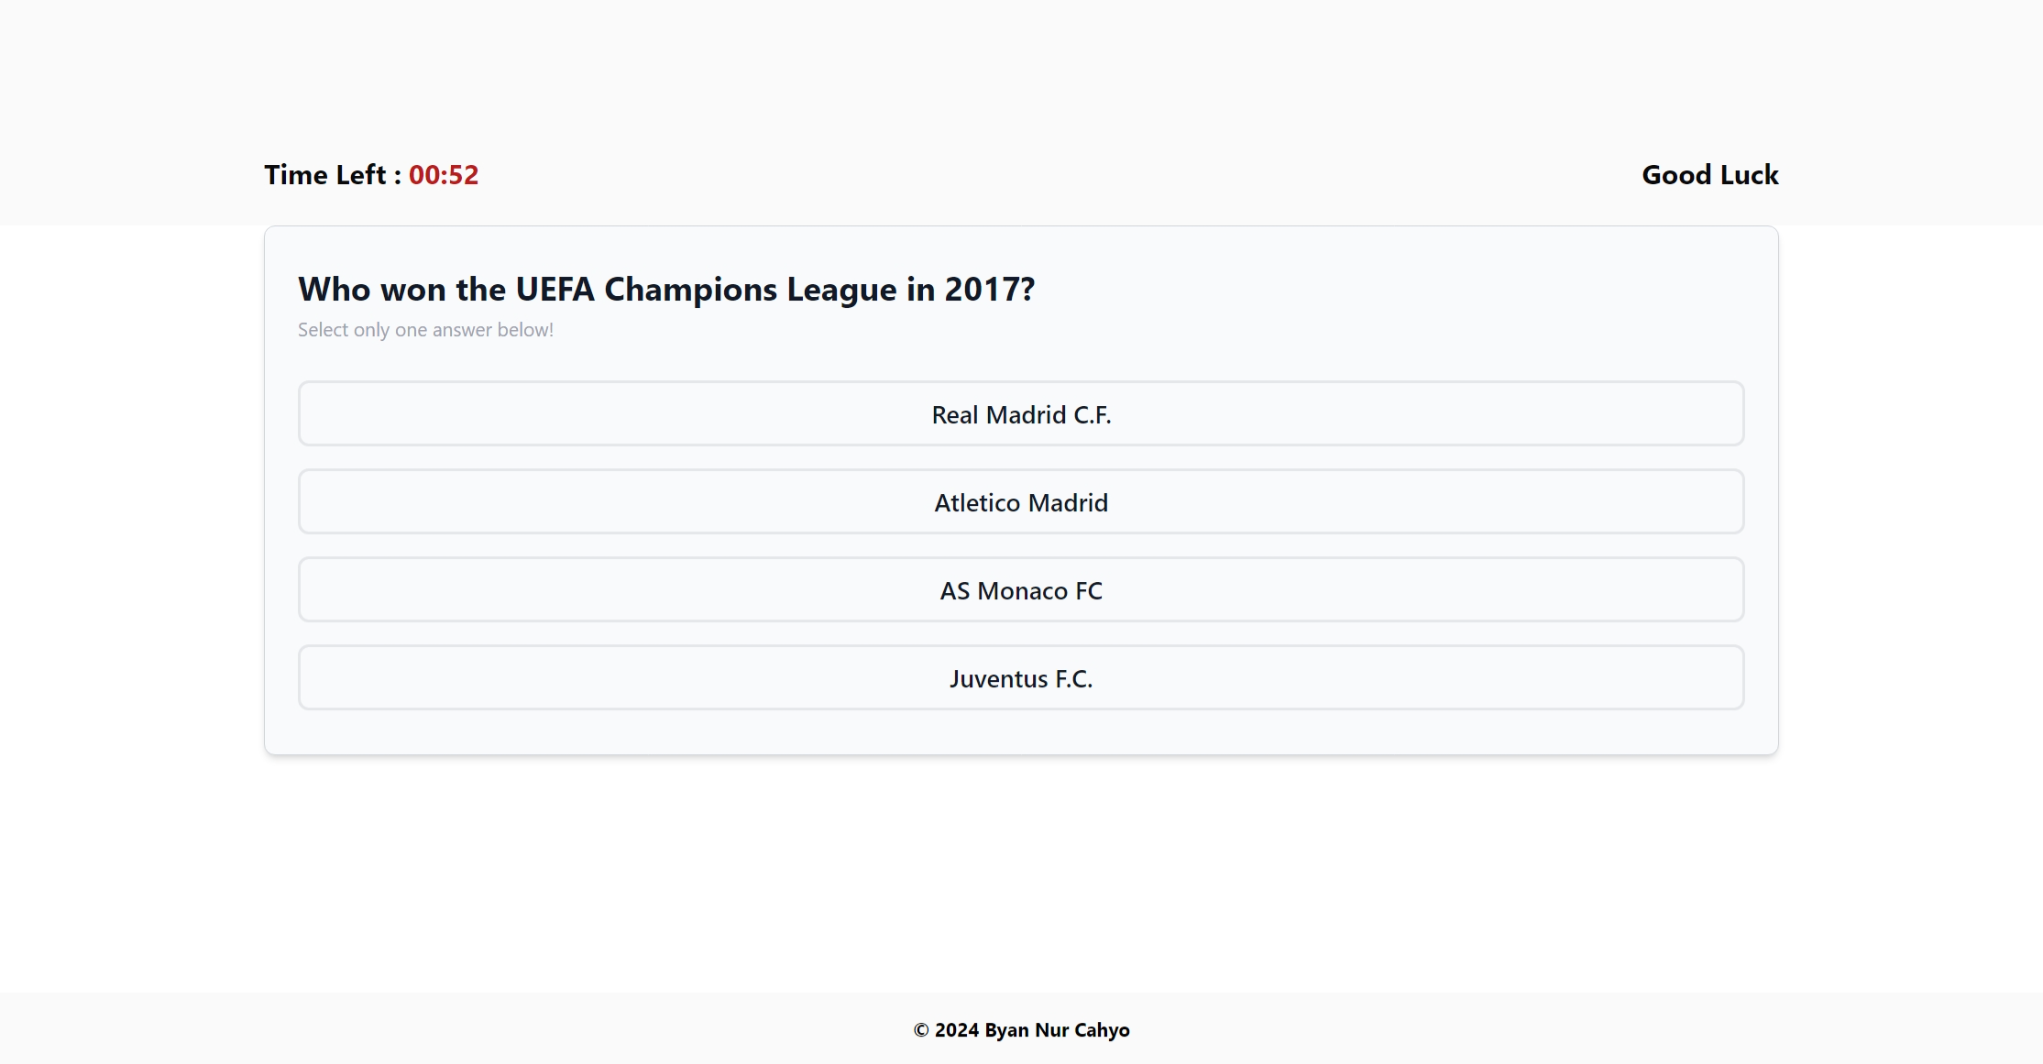 Time Left : 00:52
Good Luck
Who won the UEFA Champions League in 2017?
Select only one answer below!
Real Madrid C.F.
Atletico Madrid
AS Monaco FC
Juventus F.C.
© 2024 Byan Nur Cahyo